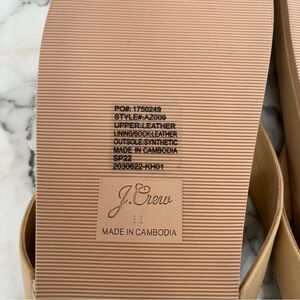 PO#: 1750249
STYLE#:AZ009
UPPER:LEATHER
LINING/SOCK:LEATHER
OUTSOLE:SYNTHETIC
MADE IN CAMBODIA
SP22
2030622-KH01
J.Crew
11
MADE IN CAMBODIA